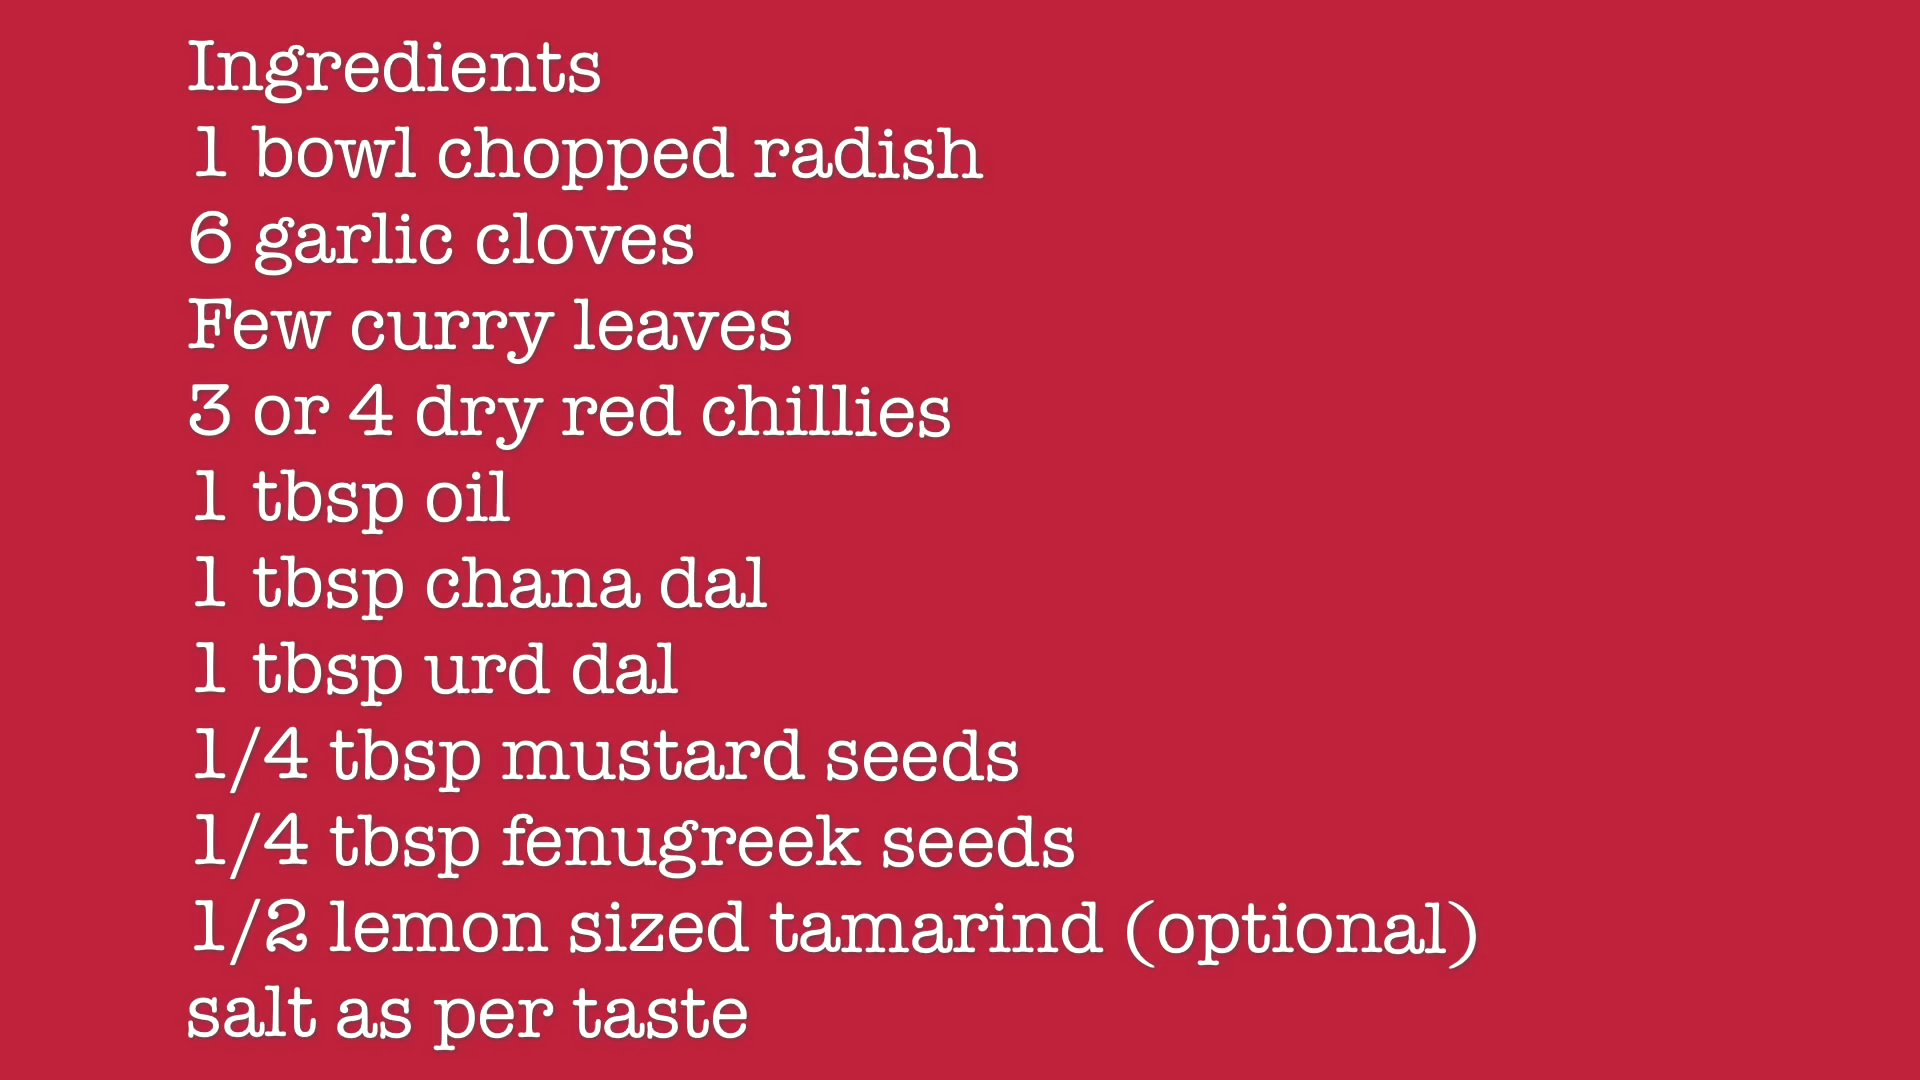 Ingredients
1 bowl chopped radish
6 garlic cloves
Few curry leaves
3 or 4 dry red chillies
1 tbsp oil
1 tbsp chana dal
1 tbsp urd dal
1/4 tbsp mustard seeds
1/4 tbsp fenugreek seeds
1/2 lemon sized tamarind (optional)
salt as per taste